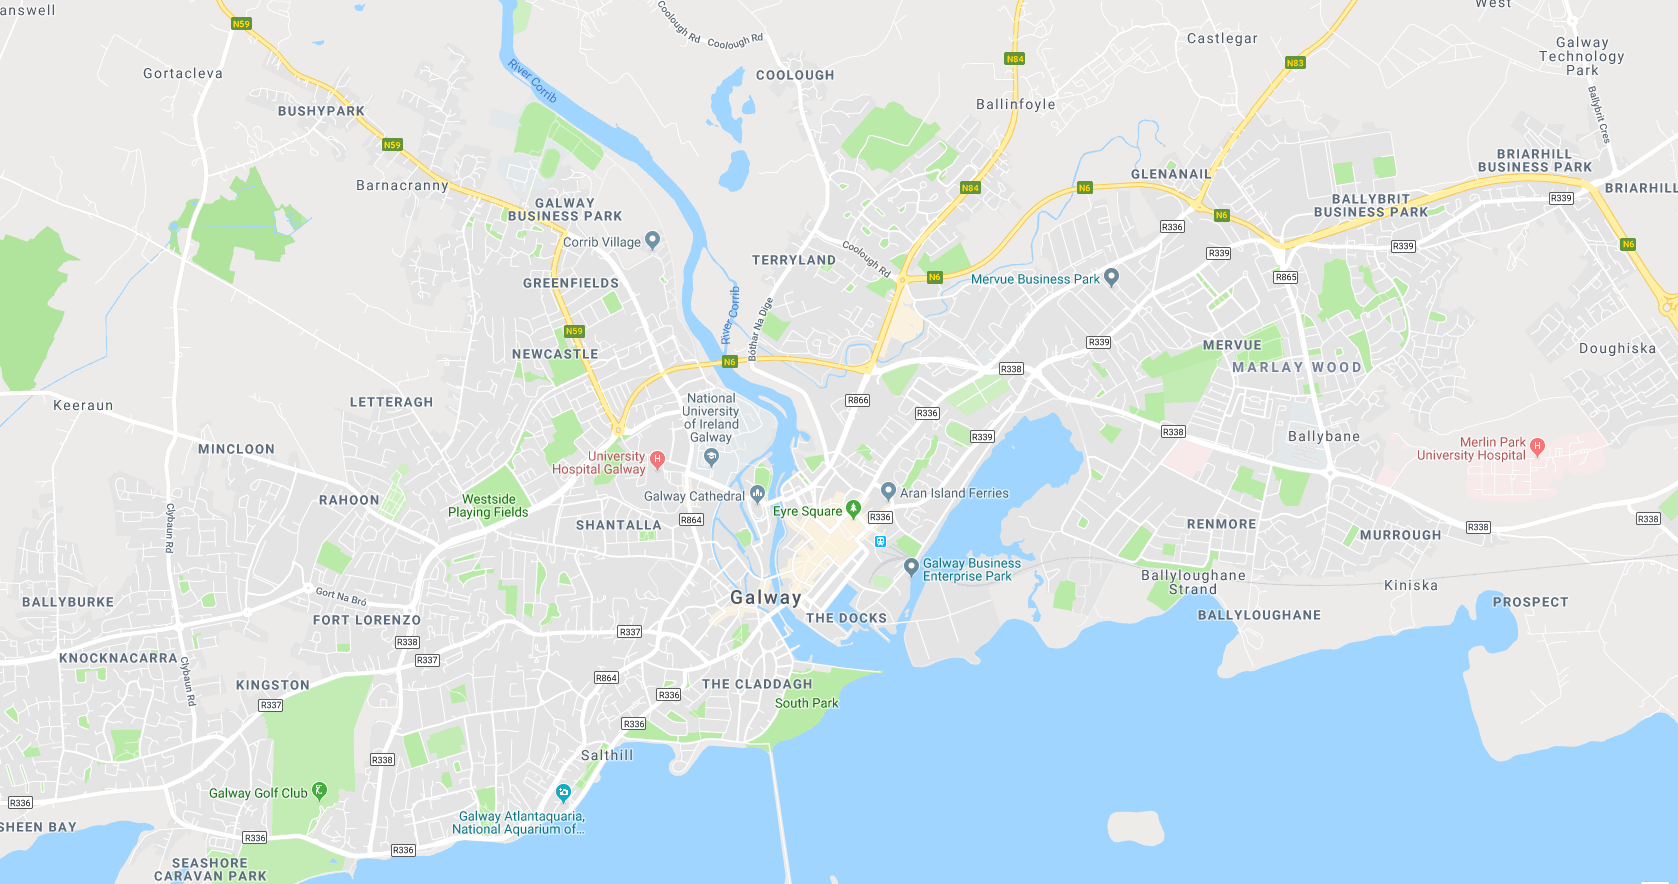 answell
N59
Coolough Rd
Coolough Rd
West
Castlegar
N84
N83
Galway
Technology
Park
Gortacleva
River Corrib
COOLOUGH
BUSHYPARK
Ballinfoyle
Ballybrit Cres
N59
Barnacranny
BRIARHILL
BUSINESS PARK
GLENANAIL
N84
N6
BRIARHILL
GALWAY
BUSINESS PARK
BALLYBRIT
BUSINESS PARK
R339
N6
R336
Corrib Village
Coolough Rd
R339
R339
N6
TERRYLAND
N6
Mervue Business Park
R865
GREENFIELDS
River Corrib
Bóthar Na Dige
N59
NEWCASTLE
N6
R339
MERVUE
Doughiska
R338
MARLAY WOOD
Keeraun
LETTERAGH
National
University
of Ireland
Galway
R866
R336
R339
R338
Ballybane
MINCLOON
University
Hospital Galway
Merlin Park
University Hospital
RAHOON
Westside
Playing Fields
Galway Cathedral
Aran Island Ferries
Eyre Square
R336
Clybaun Rd
SHANTALLA
R864
RENMORE
R338
R338
MURROUGH
Galway Business
Enterprise Park
Ballyloughane
Strand
Kiniska
Gort Na Bró
BALLYBURKE
Galway
PROSPECT
FORT LORENZO
THE DOCKS
BALLYLOUGHANE
R337
R338
KNOCKNACARRA
R337
Clybaun Rd
R864
KINGSTON
THE CLADDAGH
R336
South Park
R337
R336
Salthill
R338
Galway Golf Club
R336
Galway Atlantaquaria,
National Aquarium of...
SHEEN BAY
R336
R336
SEASHORE
CARAVAN PARK